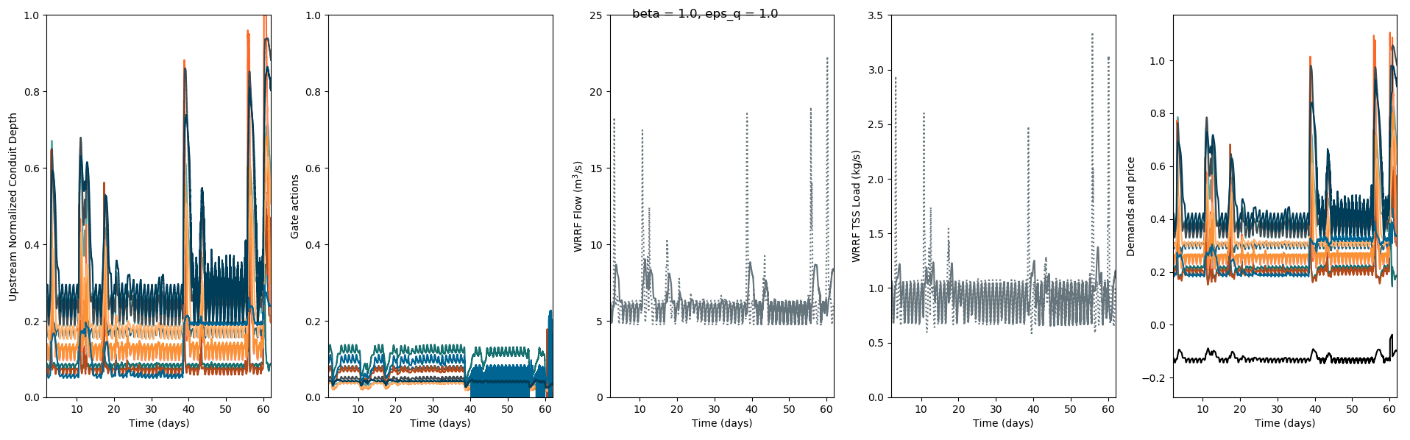 beta = 1.0, eps_q = 1.0
Upstream Normalized Conduit Depth
1.0
0.8
0.6
0.4
0.2
0.0
10 20 30 40 50 60
Time (days)
Gate actions
1.0
0.8
0.6
0.4
0.2
0.0
10 20 30 40 50 60
Time (days)
WRRF Flow (m³/s)
25
20
15
10
5
0
10 20 30 40 50 60
Time (days)
WRRF TSS Load (kg/s)
3.5
3.0
2.5
2.0
1.5
1.0
0.5
0.0
10 20 30 40 50 60
Time (days)
Demands and price
1.0
0.8
0.6
0.4
0.2
0.0
−0.2
10 20 30 40 50 60
Time (days)